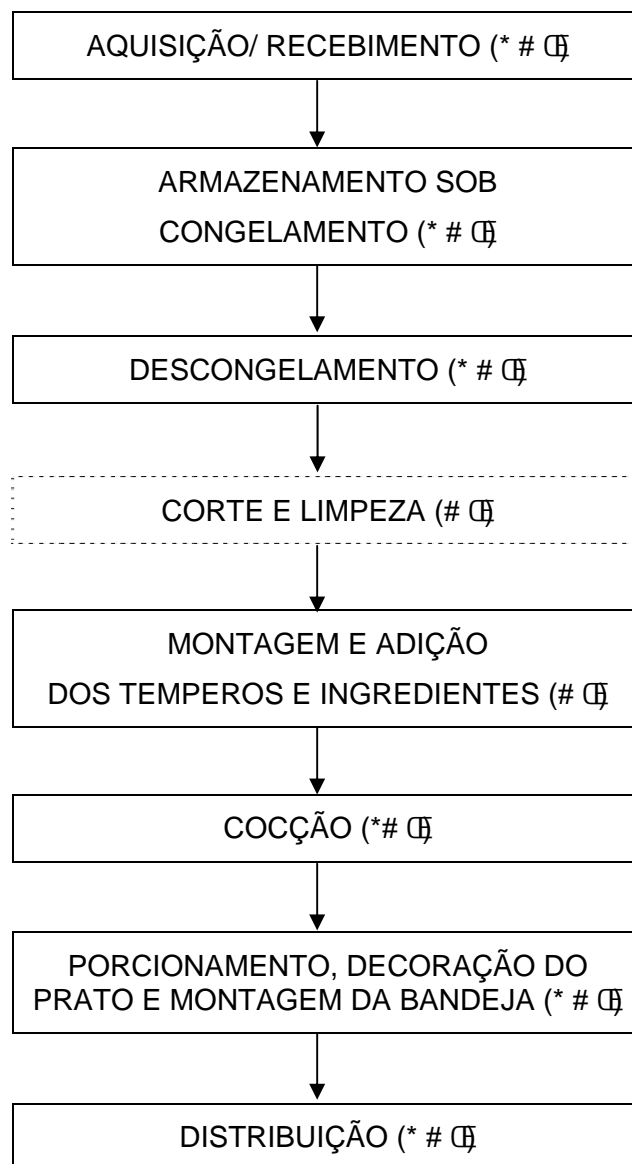 AQUISIÇÃO/ RECEBIMENTO (* # Œ)
ARMAZENAMENTO SOB
CONGELAMENTO (* # Œ)
DESCONGELAMENTO (* # Œ)
CORTE E LIMPEZA (# Œ)
MONTAGEM E ADIÇÃO
DOS TEMPEROS E INGREDIENTES (# Œ)
COCÇÃO (*# Œ)
PORCIONAMENTO, DECORAÇÃO DO
PRATO E MONTAGEM DA BANDEJA (* # Œ)
DISTRIBUIÇÃO (* # Œ)